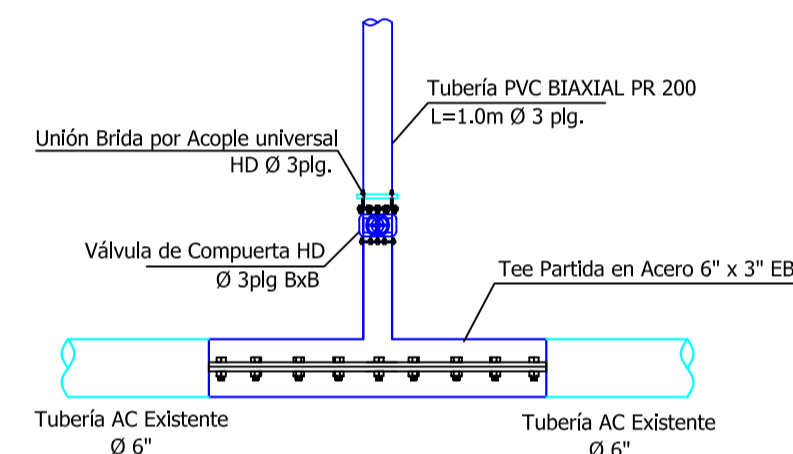 Tubería PVC BIAXIAL PR 200
L=1.0m Ø 3 plg.
Unión Brida por Acople universal
HD Ø 3plg.
Válvula de Compuerta HD
Ø 3plg BxB
Tee Partida en Acero 6" x 3" EB
Tubería AC Existente
Ø 6"
Tubería AC Existente
Ø 6"